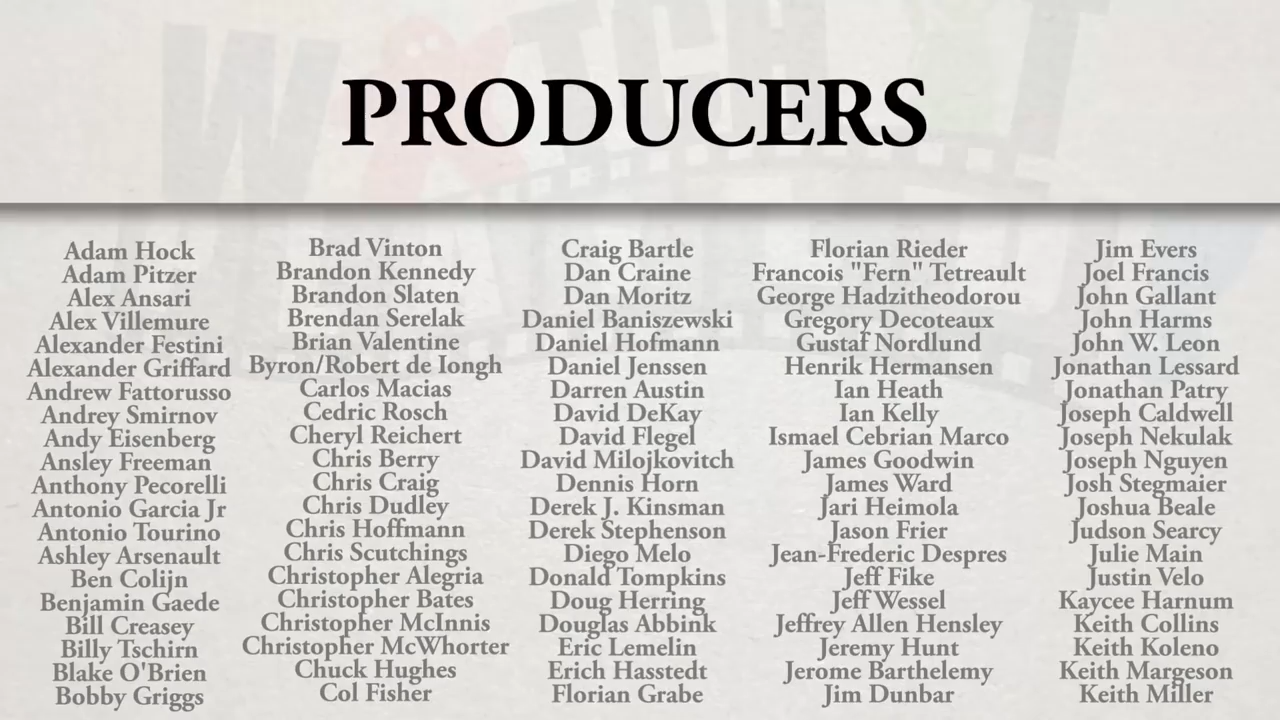 PRODUCERS
Adam Hock
Adam Pitzer
Alex Ansari
Alex Villemure
Alexander Festini
Alexander Griffard
Andrew Fattorusso
Andrey Smirnov
Andy Eisenberg
Ansley Freeman
Anthony Pecorelli
Antonio Garcia Jr
Antonio Tourino
Ashley Arsenault
Ben Colijn
Benjamin Gaede
Bill Creasey
Billy Tschirn
Blake O'Brien
Bobby Griggs
Brad Vinton
Brandon Kennedy
Brandon Slaten
Brendan Serelak
Brian Valentine
Byron/Robert de Iongh
Carlos Macias
Cedric Rosch
Cheryl Reichert
Chris Berry
Chris Craig
Chris Dudley
Chris Hoffmann
Chris Scutchings
Christopher Alegria
Christopher Bates
Christopher McInnis
Christopher McWhorter
Chuck Hughes
Col Fisher
Craig Bartle
Dan Craine
Dan Moritz
Daniel Baniszewski
Daniel Hofmann
Daniel Jenssen
Darren Austin
David DeKay
David Flegel
David Milojkovitch
Dennis Horn
Derek J. Kinsman
Derek Stephenson
Diego Melo
Donald Tompkins
Doug Herring
Douglas Abbink
Eric Lemelin
Erich Hasstedt
Florian Grabe
Florian Rieder
Francois "Fern" Tetreault
George Hadzitheodorou
Gregory Decoteaux
Gustaf Nordlund
Henrik Hermansen
Ian Heath
Ian Kelly
Ismael Cebrian Marco
James Goodwin
James Ward
Jari Heimola
Jason Frier
Jean-Frederic Despres
Jeff Fike
Jeff Wessel
Jeffrey Allen Hensley
Jeremy Hunt
Jerome Barthelemy
Jim Dunbar
Jim Evers
Joel Francis
John Gallant
John Harms
John W. Leon
Jonathan Lessard
Jonathan Patry
Joseph Caldwell
Joseph Nekulak
Joseph Nguyen
Josh Stegmaier
Joshua Beale
Judson Searcy
Julie Main
Justin Velo
Kaycee Harnum
Keith Collins
Keith Koleno
Keith Margeson
Keith Miller